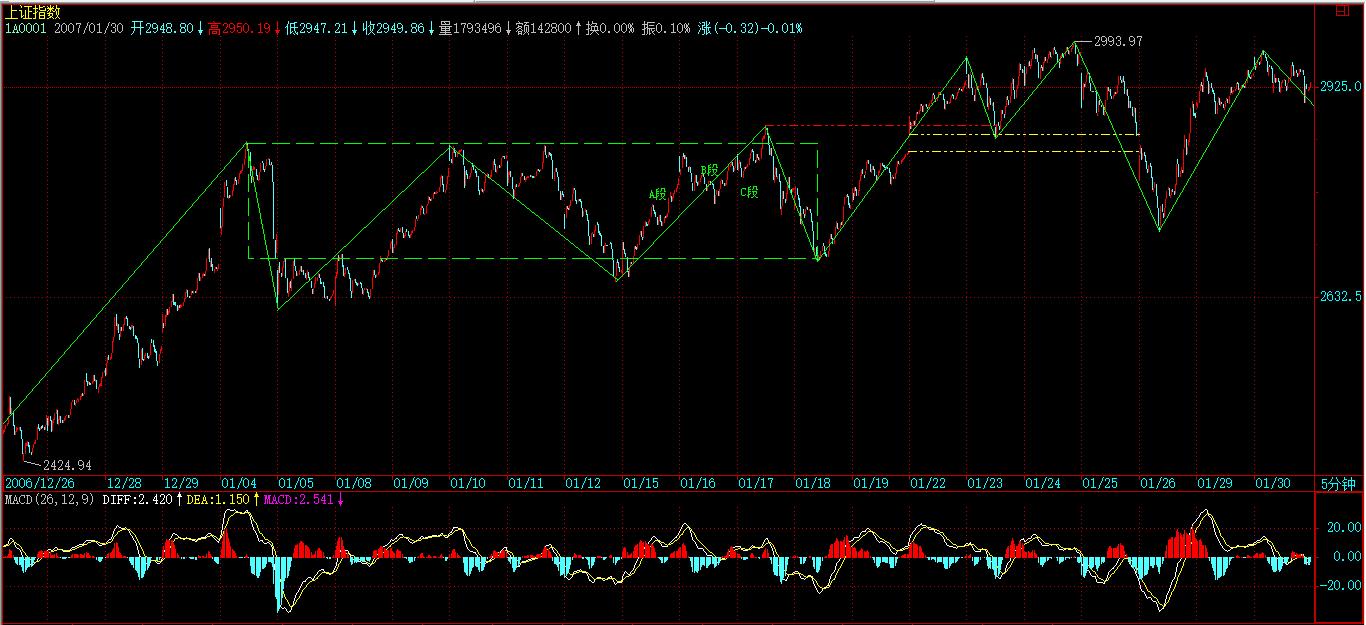 上证指数
1A0001 2007/01/30 开2948.80↓高2950.19↓低2947.21↓收2949.86↓量1793496↓额142800↑换0.00% 振0.10% 涨(-0.32)-0.01%
2993.97
2925.0
B段
A段
C段
2632.5
2424.94
2006/12/26 12/28 12/29 01/04 01/05 01/08 01/09 01/10 01/11 01/12 01/15 01/16 01/17 01/18 01/19 01/22 01/23 01/24 01/25 01/26 01/29 01/30 5分钟
MACD(26,12,9) DIFF:2.420↑DEA:1.150↑MACD:2.541↓
20.00
0.00
-20.00